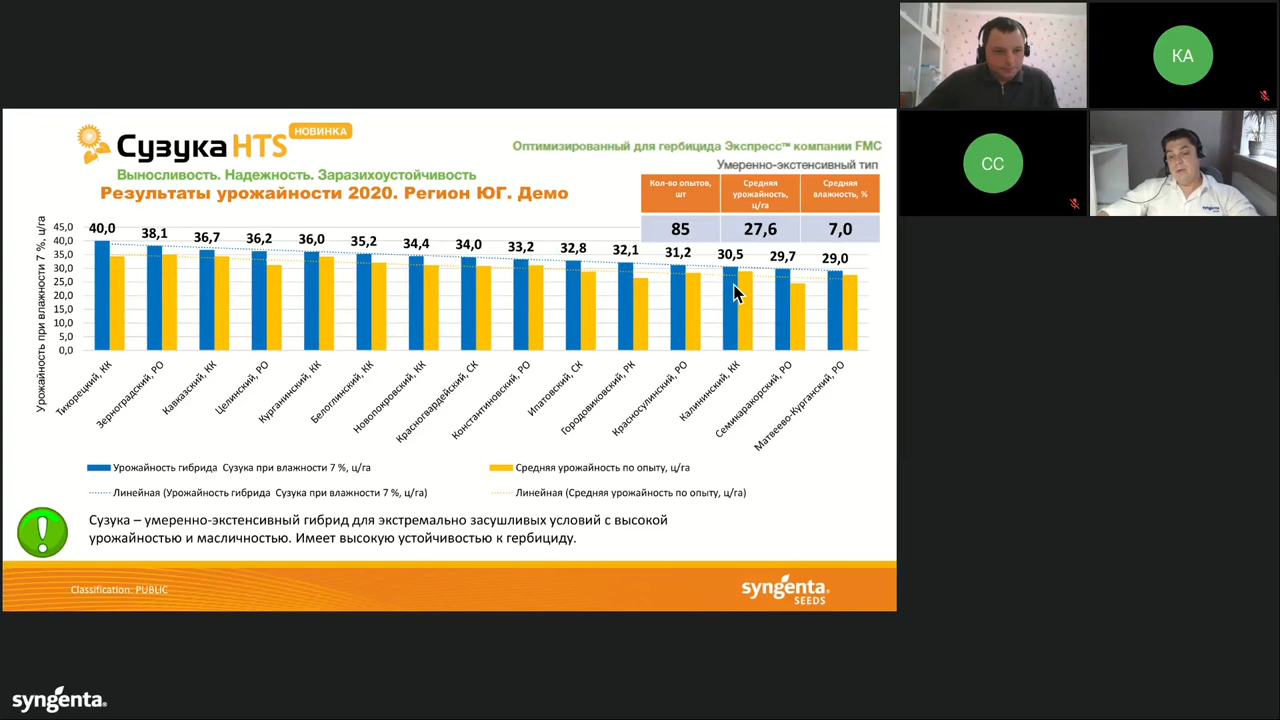 Сузука HTS НОВИНКА
Выносливость. Надежность. Заразихоустойчивость
Результаты урожайности 2020. Регион ЮГ. Демо
Оптимизированный для гербицида Экспресс™ компании FMC
Умеренно-экстенсивный тип
Кол-во опытов, шт
Средняя урожайность, ц/га
Средняя влажность, %
85 27,6 7,0
Урожайность при влажности 7 %, ц/га
45,0
40,0
35,0
30,0
25,0
20,0
15,0
10,0
5,0
0,0
40,0 38,1 36,7 36,2 36,0 35,2 34,4 34,0 33,2 32,8 32,1 31,2 30,5 29,7 29,0
Тихорецкий, КК
Зерноградский, РО
Кавказский, КК
Целинский, РО
Курганинский, КК
Белоглинский, КК
Новопокровский, КК
Красногвардейский, СК
Константиновский, РО
Ипатовский, СК
Городовиковский, РК
Красносулинский, РО
Калининский, КК
Семикаракорский, РО
Матвеево-Курганский, РО
Урожайность гибрида Сузука при влажности 7 %, ц/га
Средняя урожайность по опыту, ц/га
Линейная (Урожайность гибрида Сузука при влажности 7 %, ц/га)
Линейная (Средняя урожайность по опыту, ц/га)
Сузука – умеренно-экстенсивный гибрид для экстремально засушливых условий с высокой
урожайностью и масличностью. Имеет высокую устойчивостью к гербициду.
Classification: PUBLIC
syngenta.
SEEDS
syngenta.
KA
CC
syngenta